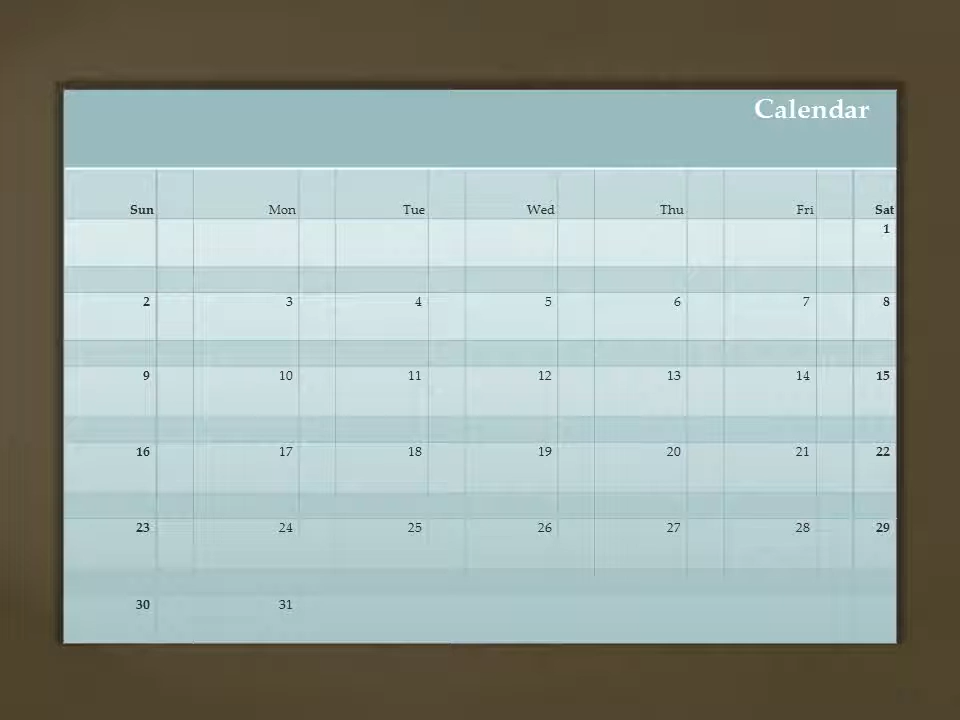 Calendar
Sun Mon Tue Wed Thu Fri Sat
1
2 3 4 5 6 7 8
9 10 11 12 13 14 15
16 17 18 19 20 21 22
23 24 25 26 27 28 29
30 31